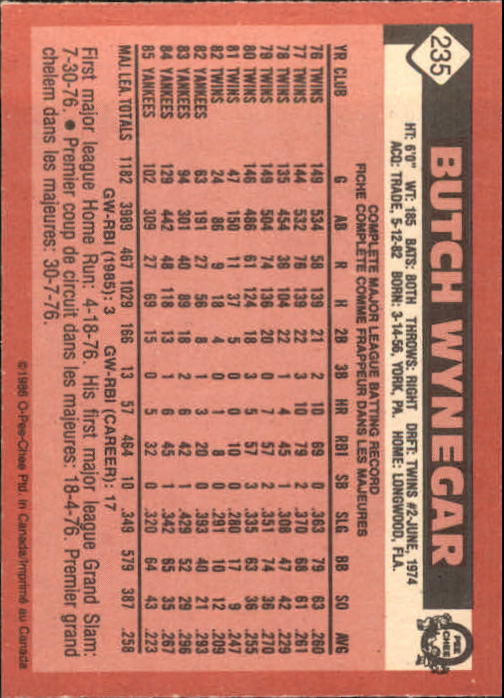 235
BUTCH WYNEGAR
O
PEE
CHEE
HT: 6'0" WT: 185 BATS: BOTH THROWS: RIGHT DRFT: TWINS #2-JUNE, 1974
ACQ: TRADE, 5-12-82 BORN: 3-14-56, YORK, PA. HOME: LONGWOOD, FLA.
COMPLETE MAJOR LEAGUE BATTING RECORD
FICHE COMPLÈTE COMME FRAPPEUR DANS LES MAJEURES
YR CLUB G AB R H 2B 3B HR RBI SB SLG BB SO AVG
76 TWINS 149 534 58 139 21 2 10 69 0 .363 79 63 .260
77 TWINS 144 532 76 139 22 3 10 79 2 .370 68 61 .261
78 TWINS 135 454 36 104 22 1 4 45 1 .308 47 42 .229
79 TWINS 149 504 74 136 20 0 7 57 2 .351 74 36 .270
80 TWINS 146 486 61 124 18 3 5 57 3 .335 63 36 .255
81 TWINS 47 150 11 37 5 0 0 10 0 .280 17 9 .247
82 TWINS 24 86 9 18 4 0 1 8 0 .291 10 12 .209
82 YANKEES 63 191 27 56 8 1 3 20 0 .393 40 21 .293
83 YANKEES 94 301 40 89 18 2 6 42 1 .429 52 29 .296
84 YANKEES 129 442 48 118 13 1 6 45 1 .342 65 35 .267
85 YANKEES 102 309 27 69 15 0 5 32 0 .320 64 43 .223
MAJ.LEA. TOTALS 1182 3989 467 1029 166 13 57 464 10 .349 579 387 .258
GW-RBI (1985): 3 GW-RBI (CAREER): 17
First major league Home Run: 4-18-76. His first major league Grand Slam:
7-30-76. ● Premier coup de circuit dans les majeures: 18-4-76. Premier grand
chelem dans les majeures: 30-7-76.
©1986 O-Pee-Chee Ptd. in Canada/Imprimé au Canada